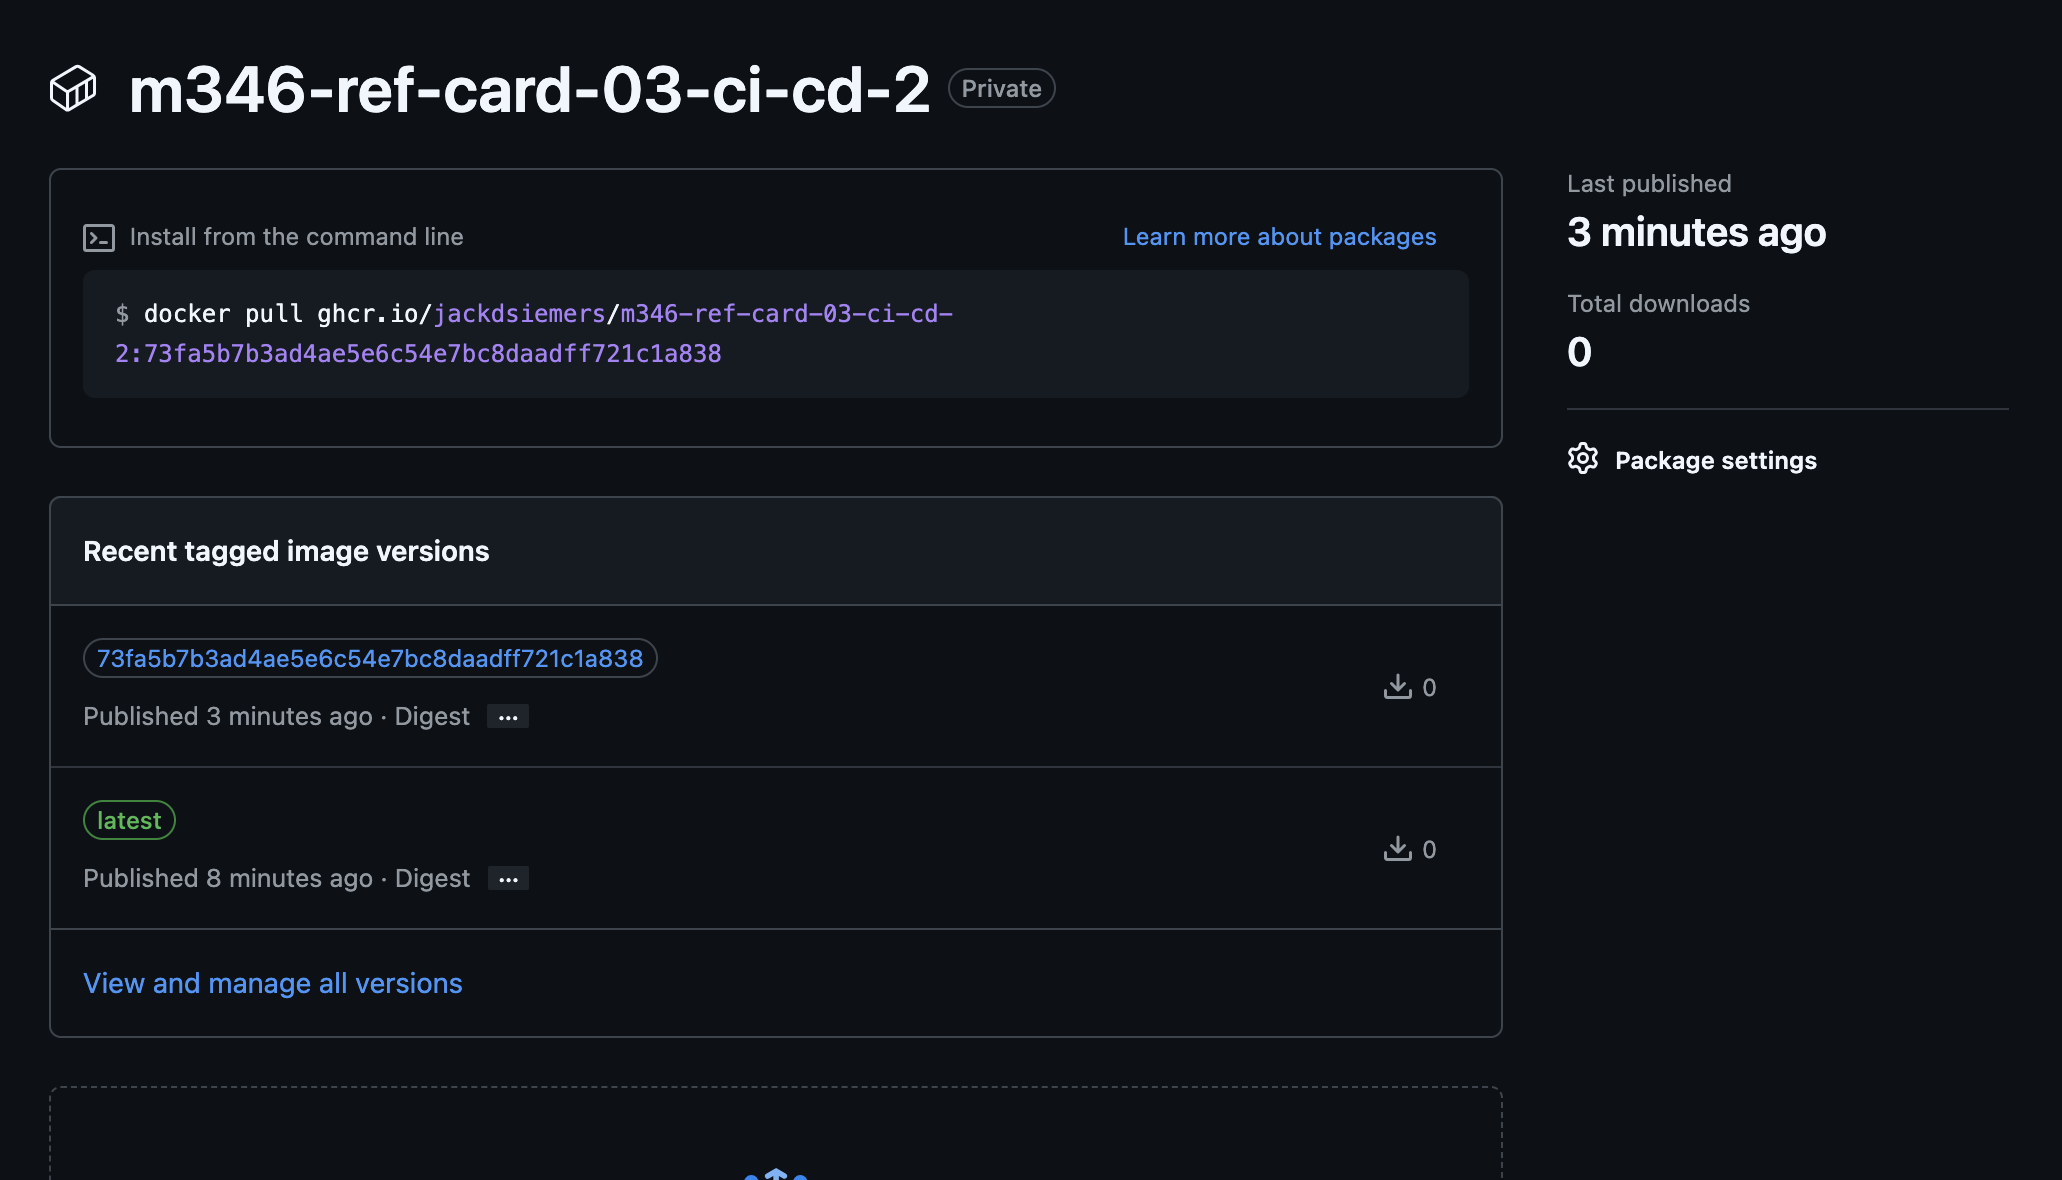 m346-ref-card-03-ci-cd-2 Private
Install from the command line Learn more about packages
$ docker pull ghcr.io/jackdsiemers/m346-ref-card-03-ci-cd-
2:73fa5b7b3ad4ae5e6c54e7bc8daadff721c1a838
Last published
3 minutes ago
Total downloads
0
Package settings
Recent tagged image versions
73fa5b7b3ad4ae5e6c54e7bc8daadff721c1a838
Published 3 minutes ago · Digest ...
0
latest
Published 8 minutes ago · Digest ...
0
View and manage all versions